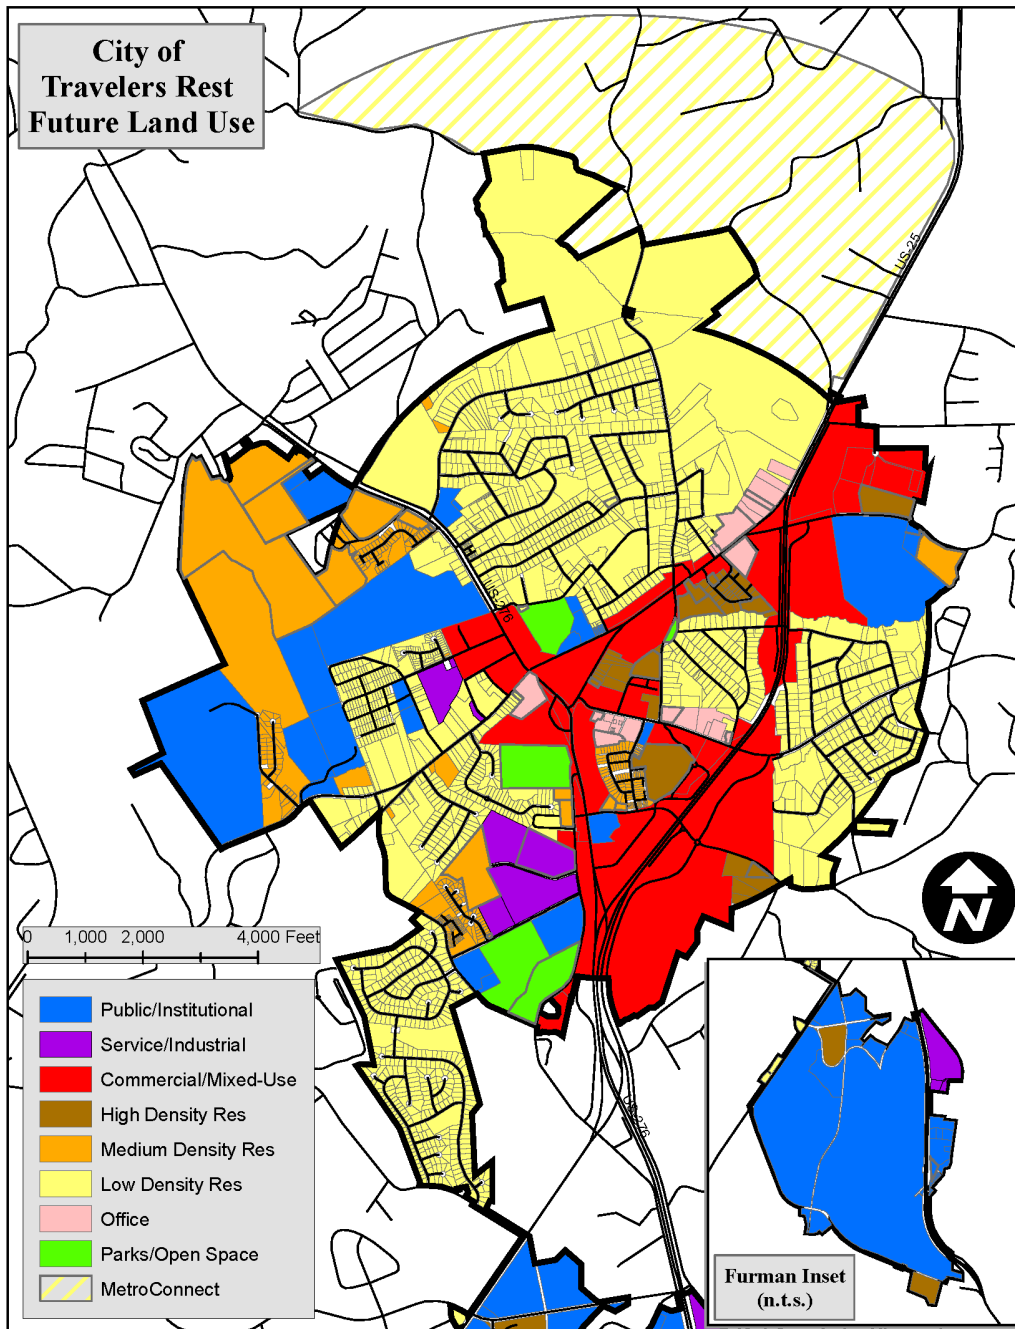 City of
Travelers Rest
Future Land Use
US-25
US-276
0 1,000 2,000 4,000 Feet
Public/Institutional
Service/Industrial
Commercial/Mixed-Use
High Density Res
Medium Density Res
Low Density Res
Office
Parks/Open Space
MetroConnect
N
US-276
Furman Inset
(n.t.s.)